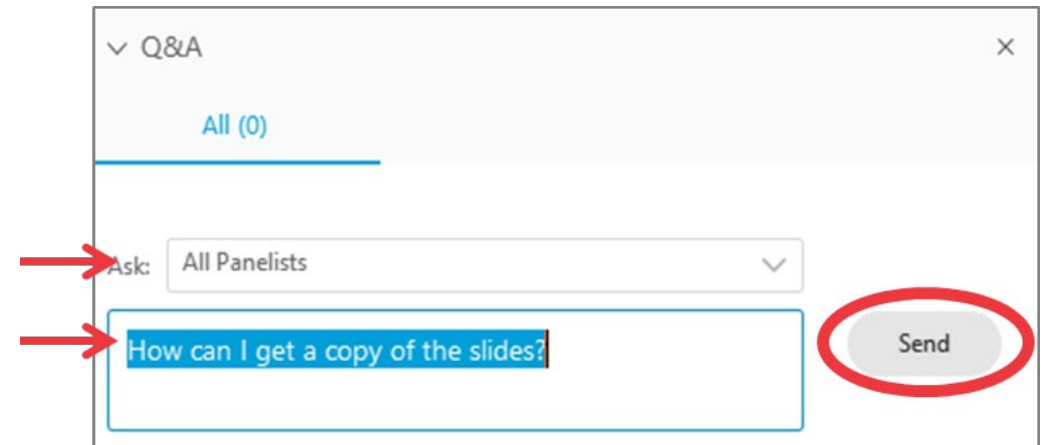 Q&A
All (0)
Ask: All Panelists
How can I get a copy of the slides?
Send